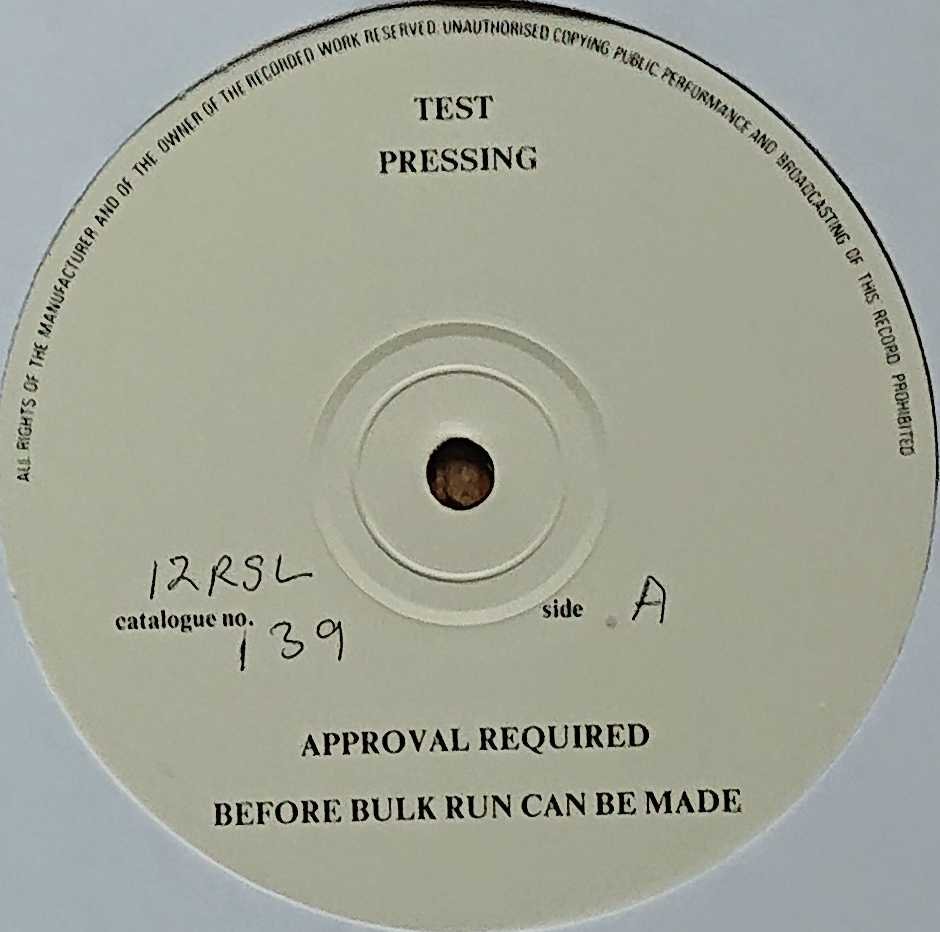 ALL RIGHTS OF THE MANUFACTURER AND OF THE OWNER OF THE RECORDED WORK RESERVED. UNAUTHORISED COPYING PUBLIC PERFORMANCE AND BROADCASTING OF THIS RECORD PROHIBITED
TEST
PRESSING
12RSL
catalogue no.
139
side A
APPROVAL REQUIRED
BEFORE BULK RUN CAN BE MADE